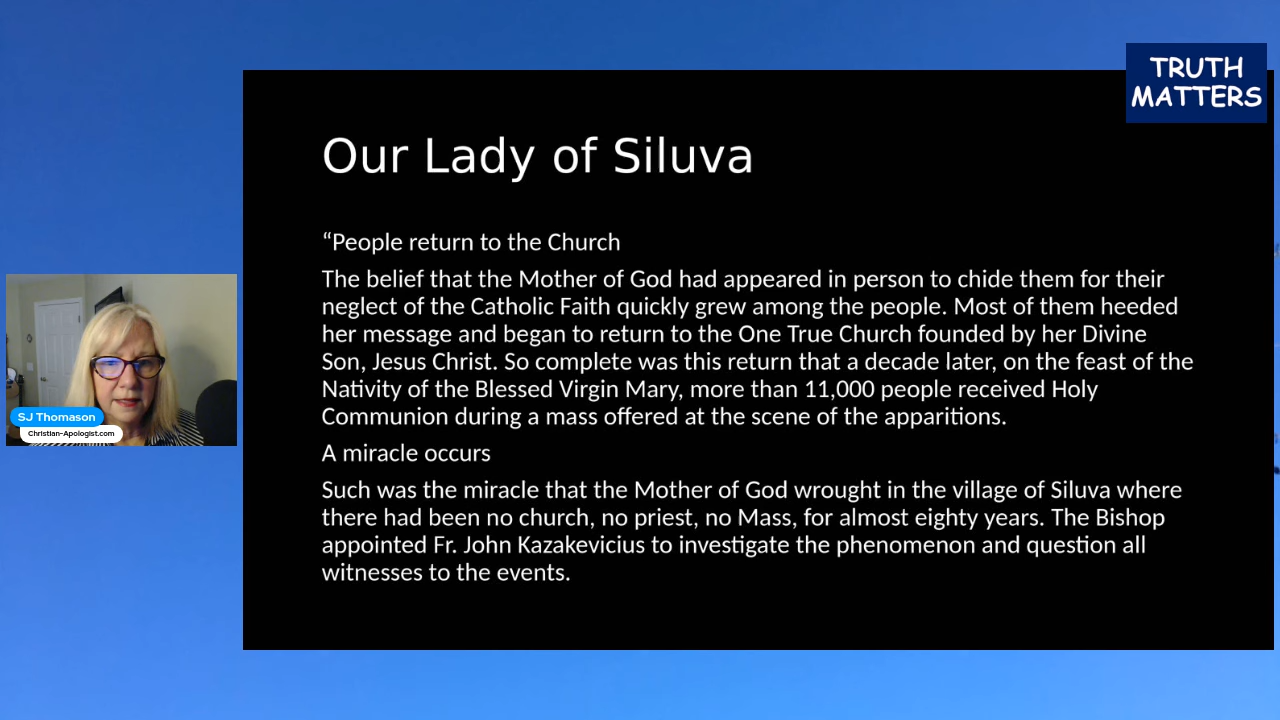 TRUTH
MATTERS
Our Lady of Siluva
“People return to the Church
The belief that the Mother of God had appeared in person to chide them for their
neglect of the Catholic Faith quickly grew among the people. Most of them heeded
her message and began to return to the One True Church founded by her Divine
Son, Jesus Christ. So complete was this return that a decade later, on the feast of the
Nativity of the Blessed Virgin Mary, more than 11,000 people received Holy
Communion during a mass offered at the scene of the apparitions.
A miracle occurs
Such was the miracle that the Mother of God wrought in the village of Siluva where
there had been no church, no priest, no Mass, for almost eighty years. The Bishop
appointed Fr. John Kazakevicius to investigate the phenomenon and question all
witnesses to the events.
SJ Thomason
Christian-Apologist.com